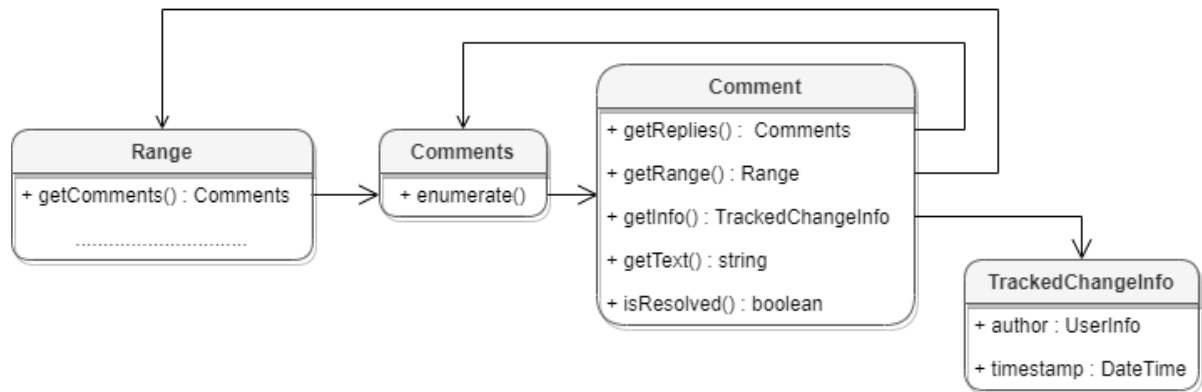 Range
+ getComments() : Comments
................................
Comments
+ enumerate()
Comment
+ getReplies() :  Comments
+ getRange() : Range
+ getInfo() : TrackedChangeInfo
+ getText() : string
+ isResolved() : boolean
TrackedChangeInfo
+ author : UserInfo
+ timestamp : DateTime